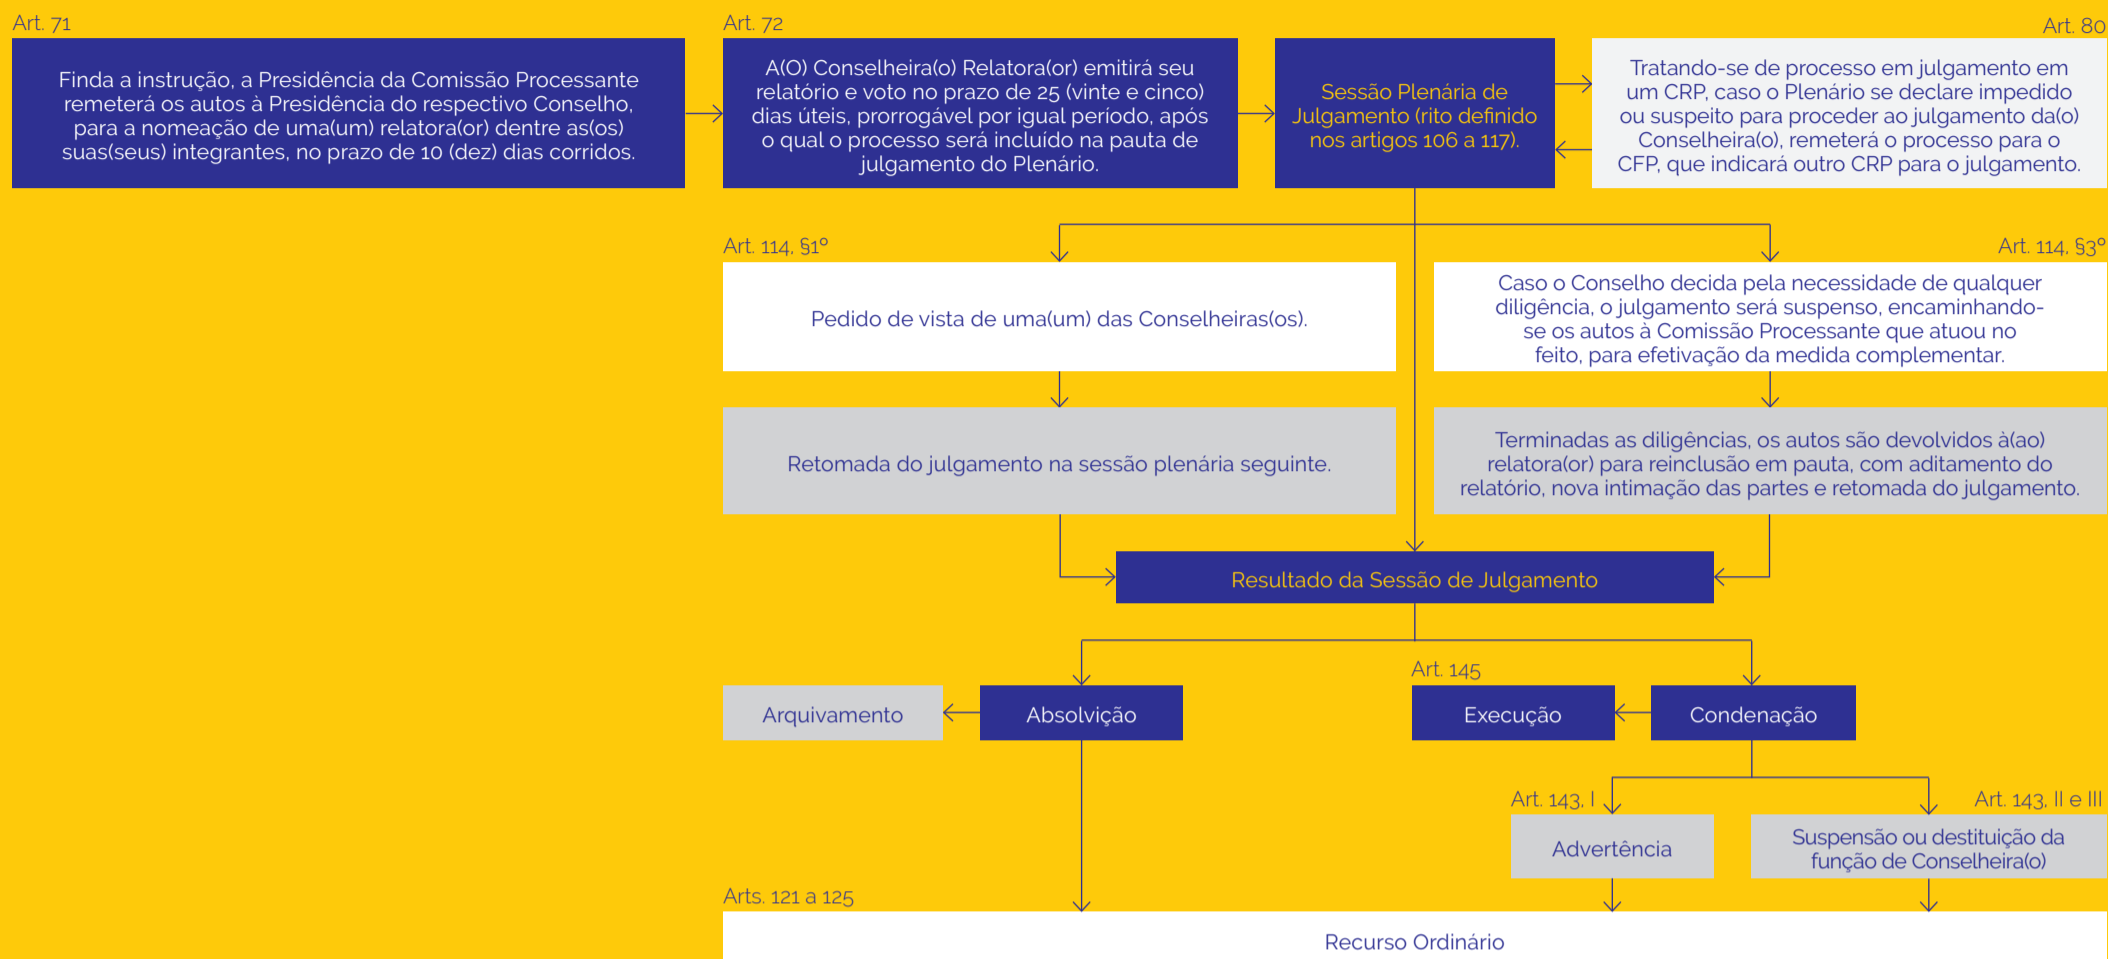 Art. 71
Finda a instrução, a Presidência da Comissão Processante
remeterá os autos à Presidência do respectivo Conselho,
para a nomeação de uma(um) relatora(or) dentre as(os)
suas(seus) integrantes, no prazo de 10 (dez) dias corridos.
Art. 72
A(O) Conselheira(o) Relatora(or) emitirá seu
relatório e voto no prazo de 25 (vinte e cinco)
dias úteis, prorrogável por igual período, após
o qual o processo será incluído na pauta de
julgamento do Plenário.
Sessão Plenária de
Julgamento (rito definido
nos artigos 106 a 117).
Art. 80
Tratando-se de processo em julgamento em
um CRP, caso o Plenário se declare impedido
ou suspeito para proceder ao julgamento da(o)
Conselheira(o), remeterá o processo para o
CFP, que indicará outro CRP para o julgamento.
Art. 114, §1º
Pedido de vista de uma(um) das Conselheiras(os).
Art. 114, §3º
Caso o Conselho decida pela necessidade de qualquer
diligência, o julgamento será suspenso, encaminhando-
se os autos à Comissão Processante que atuou no
feito, para efetivação da medida complementar.
Retomada do julgamento na sessão plenária seguinte.
Terminadas as diligências, os autos são devolvidos à(ao)
relatora(or) para reinclusão em pauta, com aditamento do
relatório, nova intimação das partes e retomada do julgamento.
Resultado da Sessão de Julgamento
Arquivamento
Absolvição
Art. 145
Execução
Condenação
Art. 143, I
Advertência
Art. 143, II e III
Suspensão ou destituição da
função de Conselheira(o)
Arts. 121 a 125
Recurso Ordinário